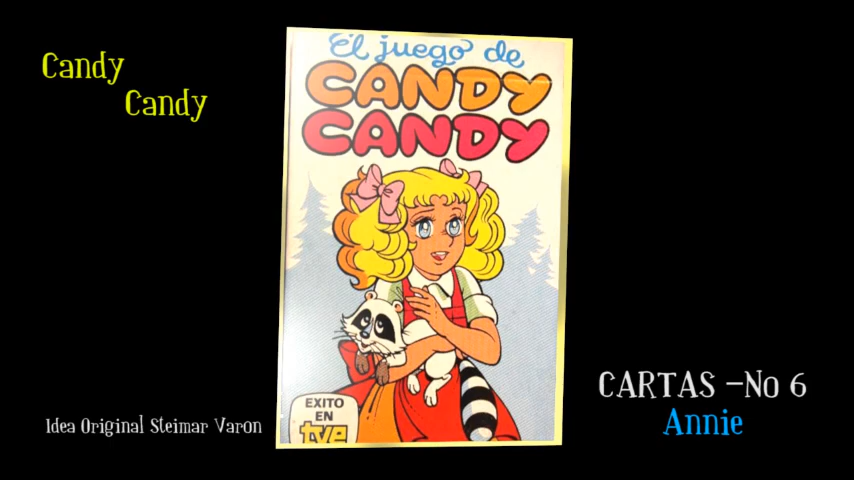 Candy
Candy
El juego de
CANDY
CANDY
EXITO
EN
tve
CARTAS -No 6
Annie
Idea Original Steimar Varon